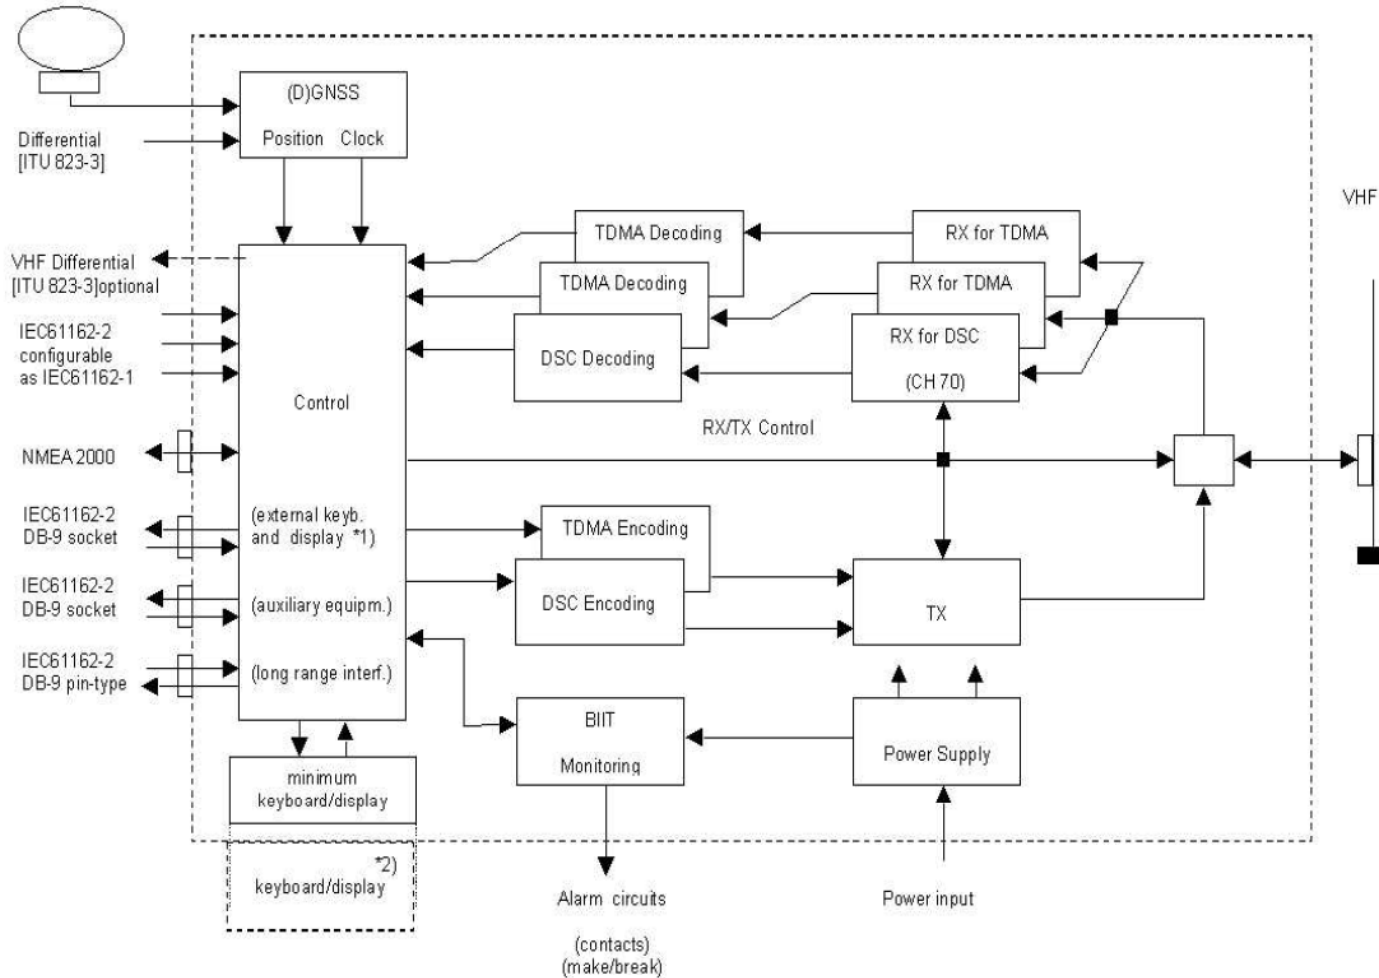 (D)GNSS
Position Clock
Differential
[ITU 823-3]
VHF
TDMA Decoding
RX for TDMA
VHF Differential
[ITU 823-3]optional
TDMA Decoding
RX for TDMA
IEC61162-2
configurable
as IEC61162-1
DSC Decoding
RX for DSC
(CH 70)
Control
RX/TX Control
NMEA 2000
IEC61162-2
DB-9 socket
(external keyb.
and display *1)
TDMA Encoding
IEC61162-2
DB-9 socket
(auxiliary equipm.)
DSC Encoding
TX
IEC61162-2
DB-9 pin-type
(long range interf.)
BIIT
Monitoring
Power Supply
minimum
keyboard/display
*2)
keyboard/display
Alarm circuits
(contacts)
(make/break)
Power input